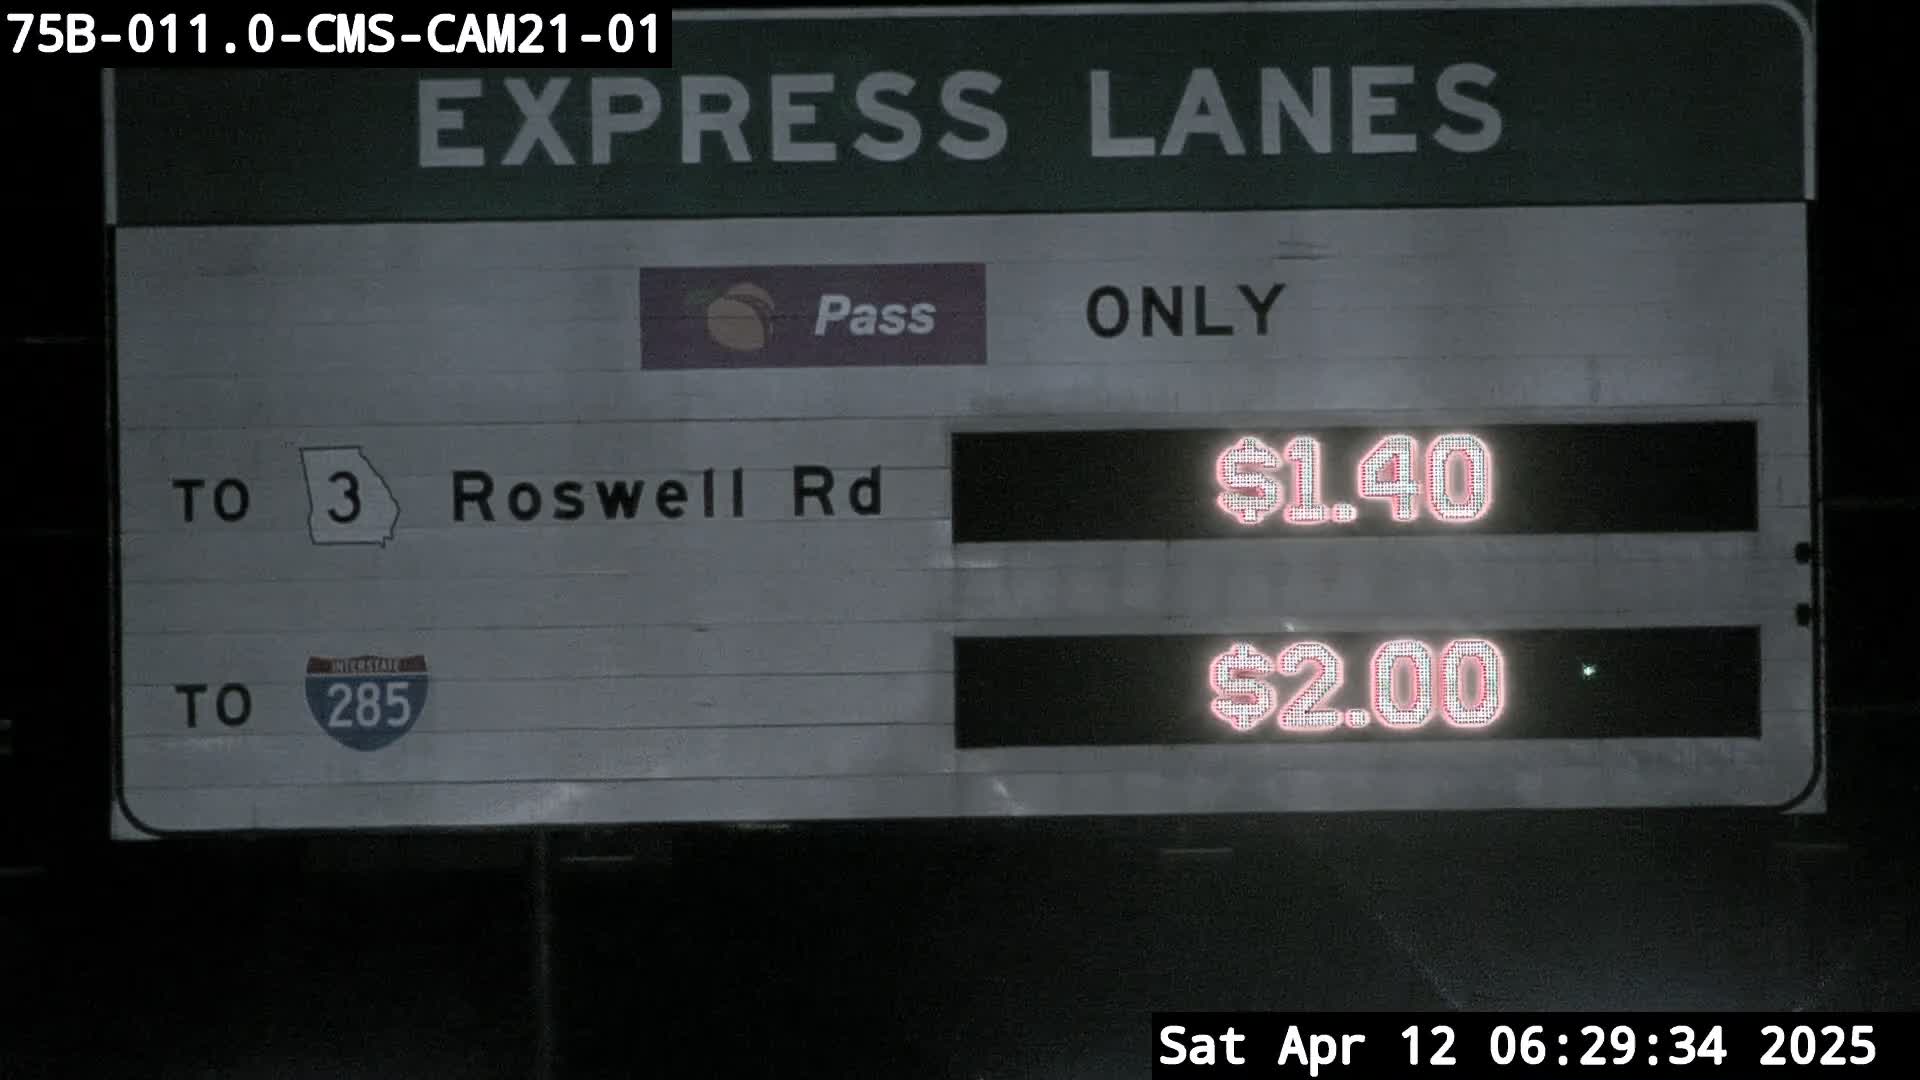 75B-011.0-CMS-CAM21-01
EXPRESS LANES
Pass ONLY
TO 3 Roswell Rd $1.40
TO INTERSTATE 285 $2.00
Sat Apr 12 06:29:34 2025